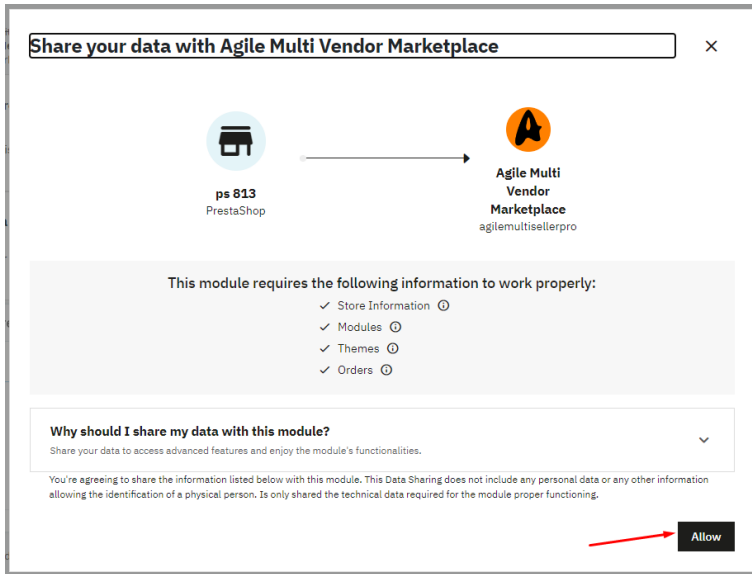 Share your data with Agile Multi Vendor Marketplace
ps 813
PrestaShop
Agile Multi
Vendor
Marketplace
agilemultisellerpro
This module requires the following information to work properly:
Store Information
Modules
Themes
Orders
Why should I share my data with this module?
Share your data to access advanced features and enjoy the module's functionalities.
You're agreeing to share the information listed below with this module. This Data Sharing does not include any personal data or any other information
allowing the identification of a physical person. Is only shared the technical data required for the module proper functioning.
Allow